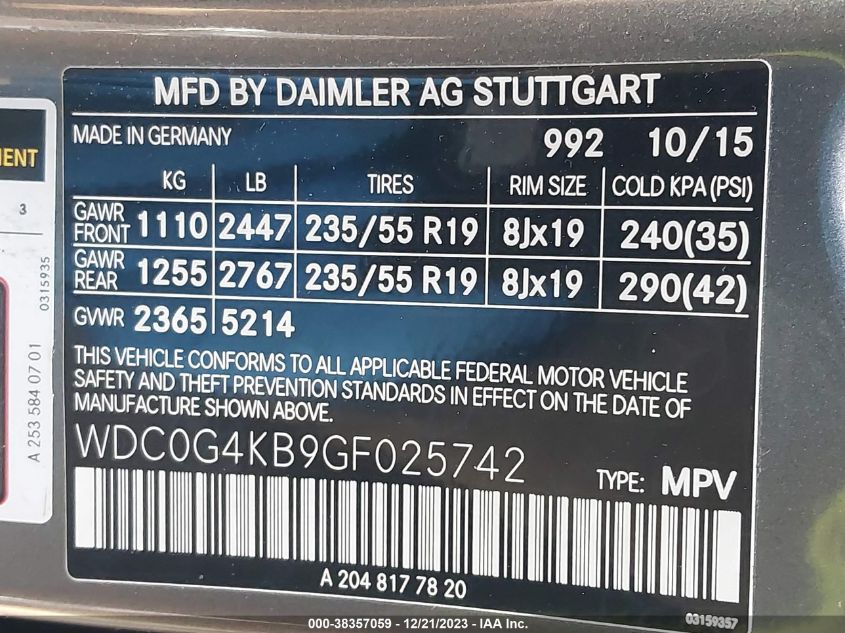 MFD BY DAIMLER AG STUTTGART
MADE IN GERMANY 992 10/15
KG LB TIRES RIM SIZE COLD KPA (PSI)
GAWR FRONT 1110 2447 235/55 R19 8Jx19 240(35)
GAWR REAR 1255 2767 235/55 R19 8Jx19 290(42)
GVWR 2365 5214
THIS VEHICLE CONFORMS TO ALL APPLICABLE FEDERAL MOTOR VEHICLE
SAFETY AND THEFT PREVENTION STANDARDS IN EFFECT ON THE DATE OF
MANUFACTURE SHOWN ABOVE.
WDC0G4KB9GF025742 TYPE: MPV
A 204 817 78 20
03159357
3
0315935
A 253 584 07 01
000-38357059 - 12/21/2023 - IAA Inc.